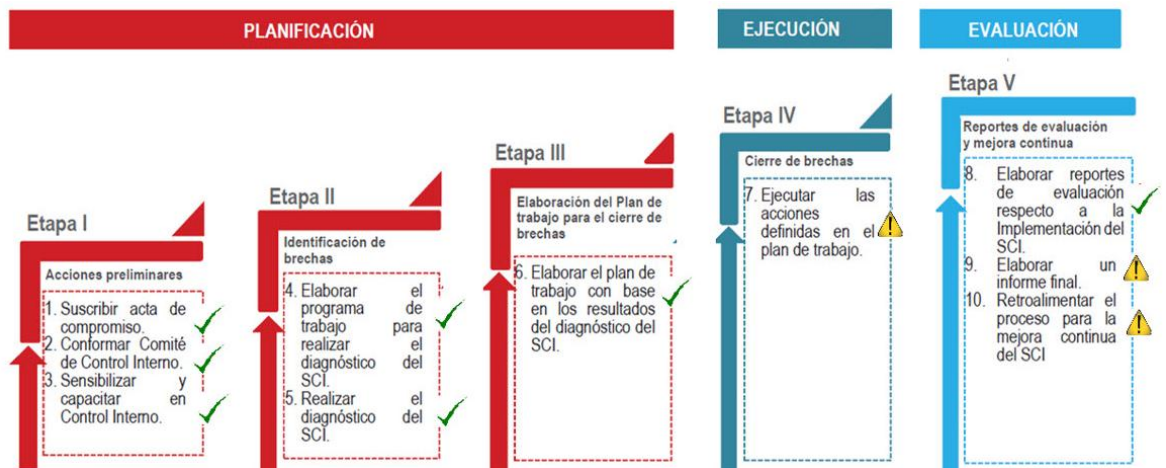 PLANIFICACIÓN
EJECUCIÓN
EVALUACIÓN
Etapa I
Acciones preliminares
1. Suscribir acta de
compromiso.
2. Conformar Comité
de Control Interno.
3. Sensibilizar y
capacitar en
Control Interno.
Etapa II
Identificación de
brechas
4. Elaborar el
programa de
trabajo para
realizar el
diagnóstico del
SCI.
5. Realizar el
diagnóstico del
SCI.
Etapa III
Elaboración del Plan de
trabajo para el cierre de
brechas
6. Elaborar el plan de
trabajo con base
en los resultados
del diagnóstico del
SCI.
Etapa IV
Cierre de brechas
7. Ejecutar las
acciones
definidas en el
plan de trabajo.
Etapa V
Reportes de evaluación
y mejora continua
8. Elaborar reportes
de evaluación
respecto a la
Implementación del
SCI.
9. Elaborar un
informe final.
10. Retroalimentar el
proceso para la
mejora continua
del SCI